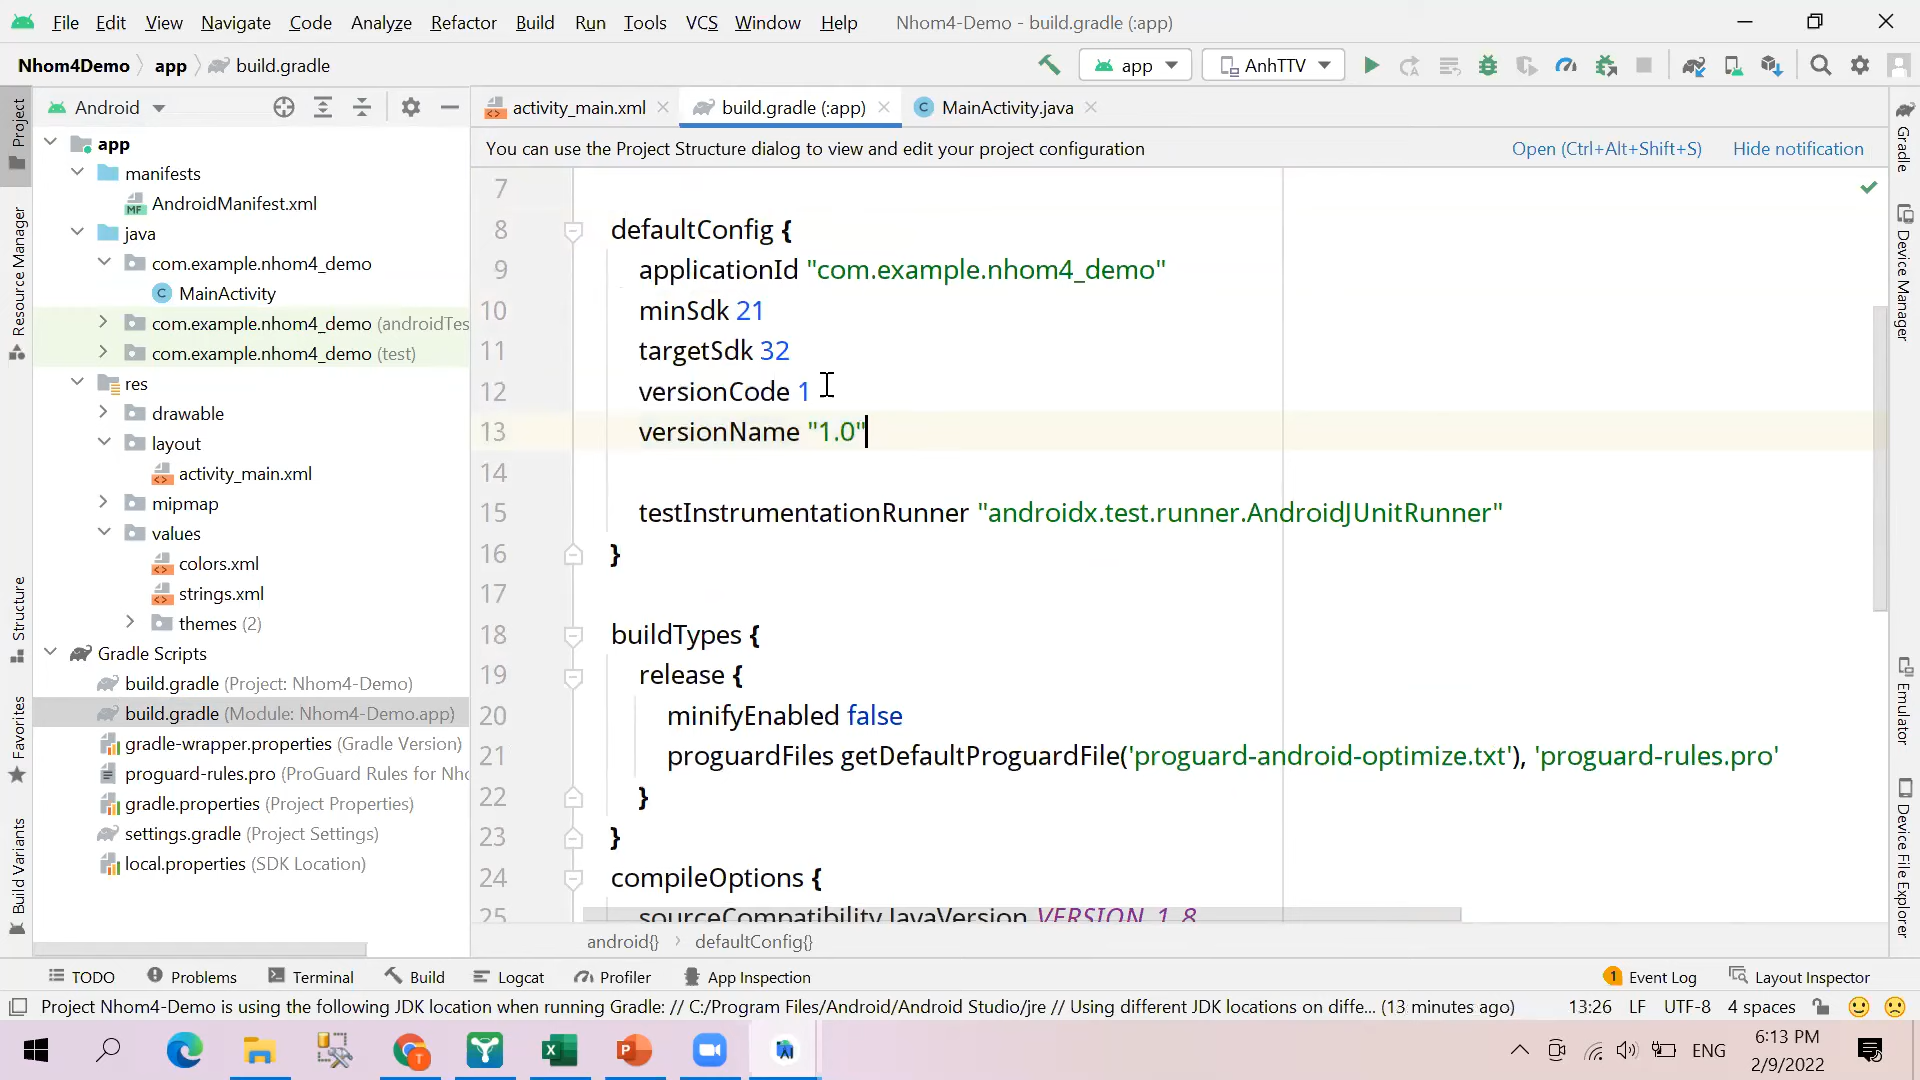 File Edit View Navigate Code Analyze Refactor Build Run Tools VCS Window Help Nhom4-Demo - build.gradle (:app)
Nhom4Demo app build.gradle app AnhTTV
Android activity_main.xml build.gradle (:app) MainActivity.java
You can use the Project Structure dialog to view and edit your project configuration Open (Ctrl+Alt+Shift+S) Hide notification
Project
Resource Manager
Structure
Favorites
Build Variants
app
manifests
AndroidManifest.xml
java
com.example.nhom4_demo
MainActivity
com.example.nhom4_demo (androidTes
com.example.nhom4_demo (test)
res
drawable
layout
activity_main.xml
mipmap
values
colors.xml
strings.xml
themes (2)
Gradle Scripts
build.gradle (Project: Nhom4-Demo)
build.gradle (Module: Nhom4-Demo.app)
gradle-wrapper.properties (Gradle Version)
proguard-rules.pro (ProGuard Rules for Nho
gradle.properties (Project Properties)
settings.gradle (Project Settings)
local.properties (SDK Location)
7
8 defaultConfig {
9 applicationId "com.example.nhom4_demo"
10 minSdk 21
11 targetSdk 32
12 versionCode 1
13 versionName "1.0"
14
15 testInstrumentationRunner "androidx.test.runner.AndroidJUnitRunner"
16 }
17
18 buildTypes {
19 release {
20 minifyEnabled false
21 proguardFiles getDefaultProguardFile('proguard-android-optimize.txt'), 'proguard-rules.pro'
22 }
23 }
24 compileOptions {
25 sourceCompatibility JavaVersion.VERSION_1_8
android{} defaultConfig{}
Gradle
Device Manager
Emulator
Device File Explorer
TODO Problems Terminal Build Logcat Profiler App Inspection 1 Event Log Layout Inspector
Project Nhom4-Demo is using the following JDK location when running Gradle: // C:/Program Files/Android/Android Studio/jre // Using different JDK locations on diffe... (13 minutes ago) 13:26 LF UTF-8 4 spaces
ENG 6:13 PM
2/9/2022